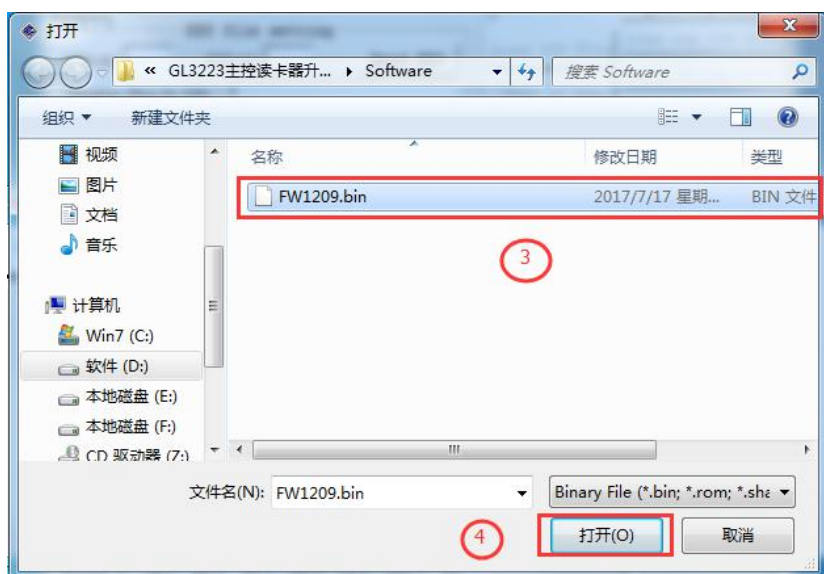 打开
« GL3223主控读卡器升... ▸ Software
搜索 Software
组织 ▼ 新建文件夹
名称 修改日期 类型
视频
图片
文档
音乐
计算机
Win7 (C:)
软件 (D:)
本地磁盘 (E:)
本地磁盘 (F:)
CD 驱动器 (Z:)
FW1209.bin 2017/7/17 星期... BIN 文件
3
文件名(N): FW1209.bin
Binary File (*.bin; *.rom; *.sha
4
打开(O) 取消